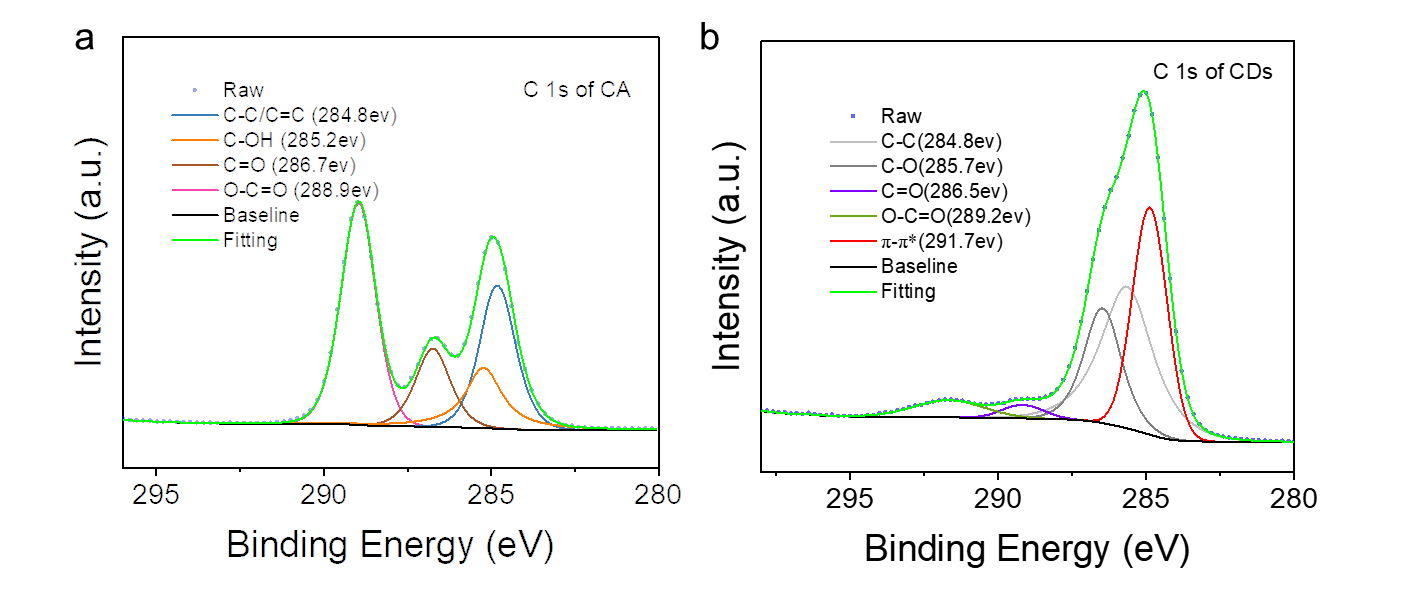 a
C 1s of CA
Raw
C-C/C=C (284.8ev)
C-OH (285.2ev)
C=O (286.7ev)
O-C=O (288.9ev)
Baseline
Fitting
Intensity (a.u.)
295 290 285 280
Binding Energy (eV)
b
C 1s of CDs
Raw
C-C(284.8ev)
C-O(285.7ev)
C=O(286.5ev)
O-C=O(289.2ev)
π-π*(291.7ev)
Baseline
Fitting
Intensity (a.u.)
295 290 285 280
Binding Energy (eV)